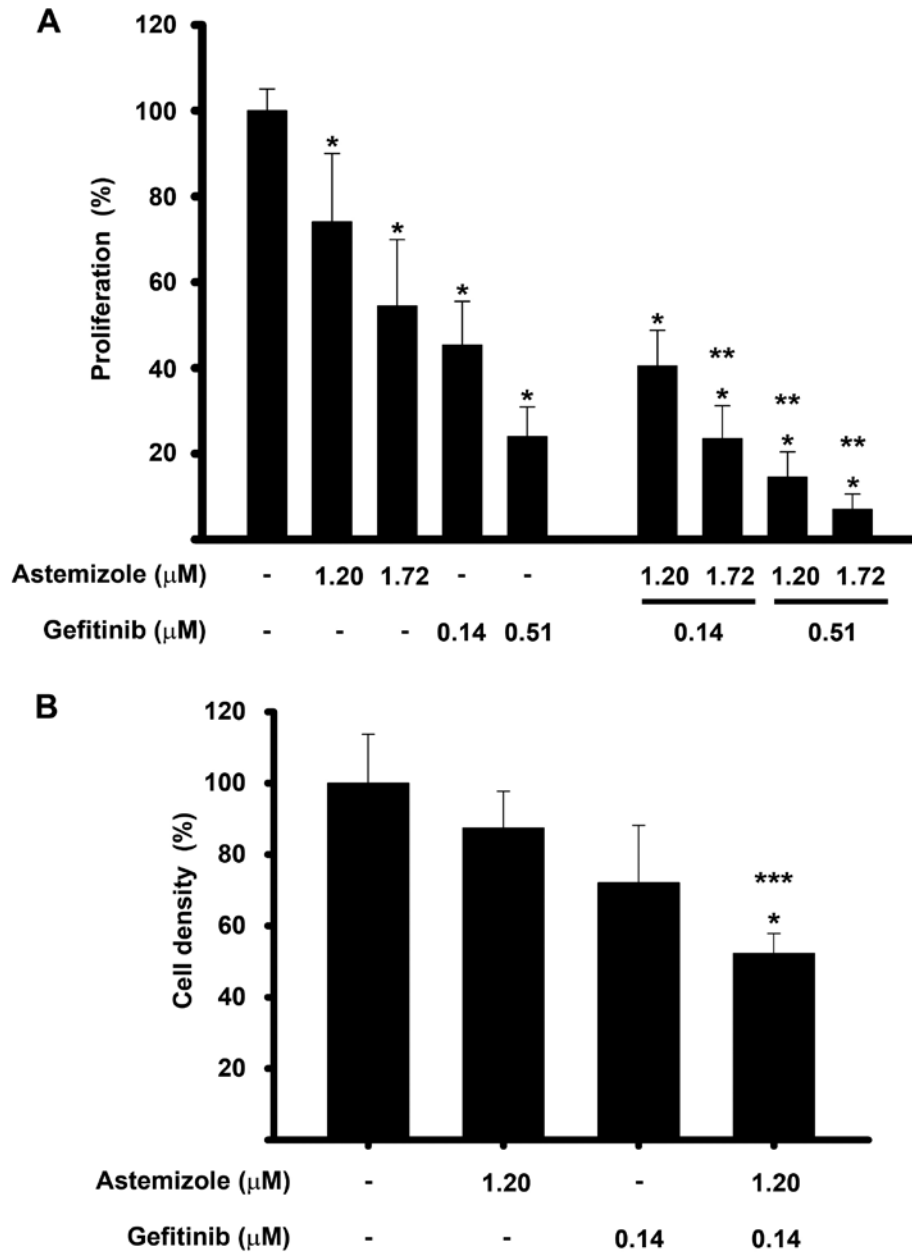 A
120
100
80
60
40
20
Proliferation (%)
* * * * * ** * ** * ** *
Astemizole (μM) - 1.20 1.72 - - 1.20 1.72 1.20 1.72
Gefitinib (μM) - - - 0.14 0.51 0.14 0.51
B
120
100
80
60
40
20
Cell density (%)
***
*
Astemizole (μM) - 1.20 - 1.20
Gefitinib (μM) - - 0.14 0.14